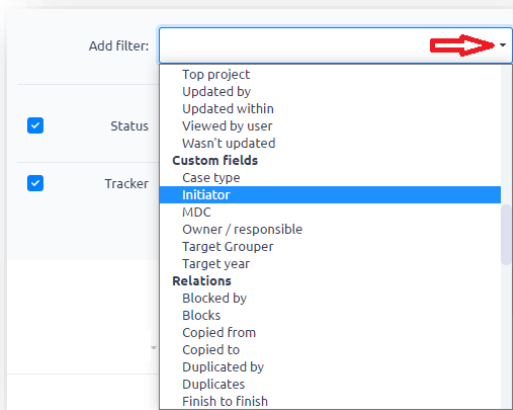 Add filter:
Top project
Updated by
Updated within
Viewed by user
Wasn't updated
Status
Custom fields
Case type
Tracker
Initiator
MDC
Owner / responsible
Target Grouper
Target year
Relations
Blocked by
Blocks
Copied from
Copied to
Duplicated by
Duplicates
Finish to finish